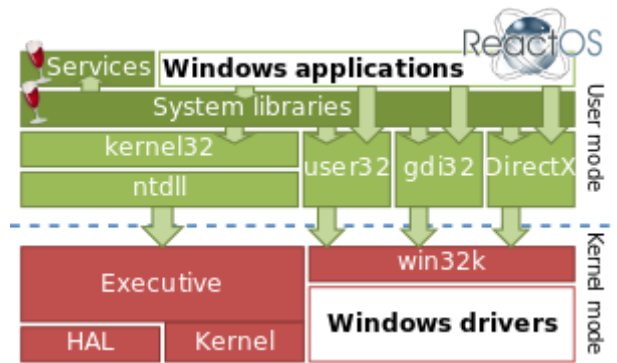 ReactOS
Services
Windows applications
System libraries
kernel32
user32
gdi32
DirectX
ntdll
User mode
win32k
Executive
Windows drivers
HAL
Kernel
Kernel mode